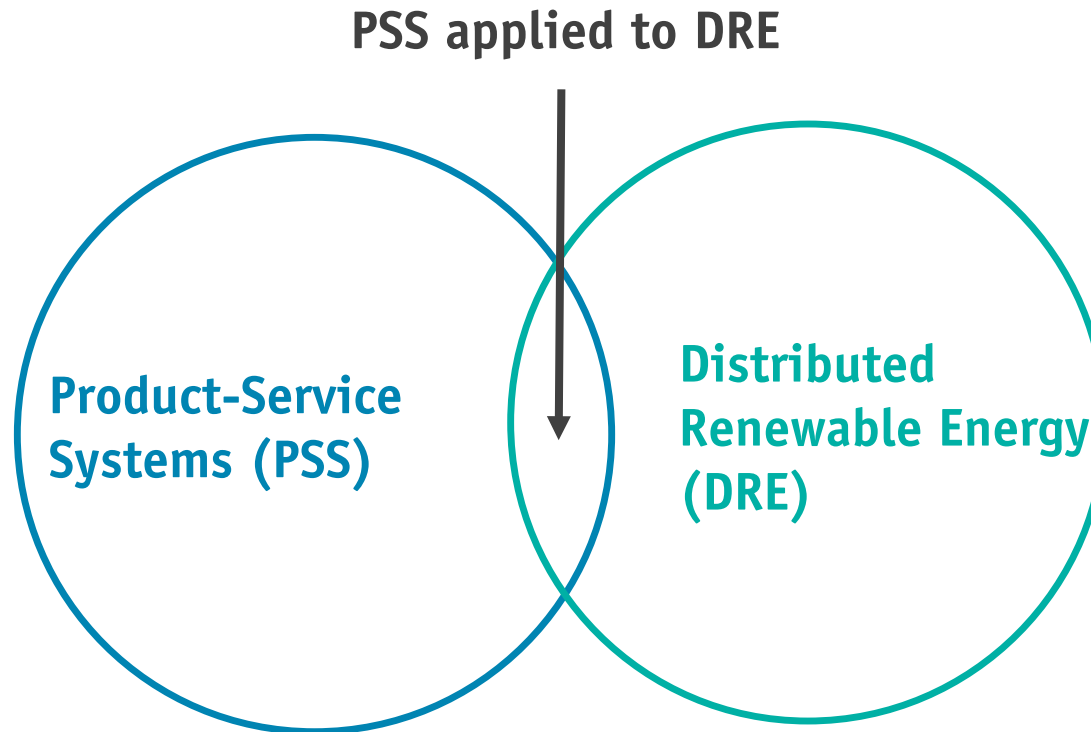 PSS applied to DRE
Product-Service
Systems (PSS)
Distributed
Renewable Energy
(DRE)